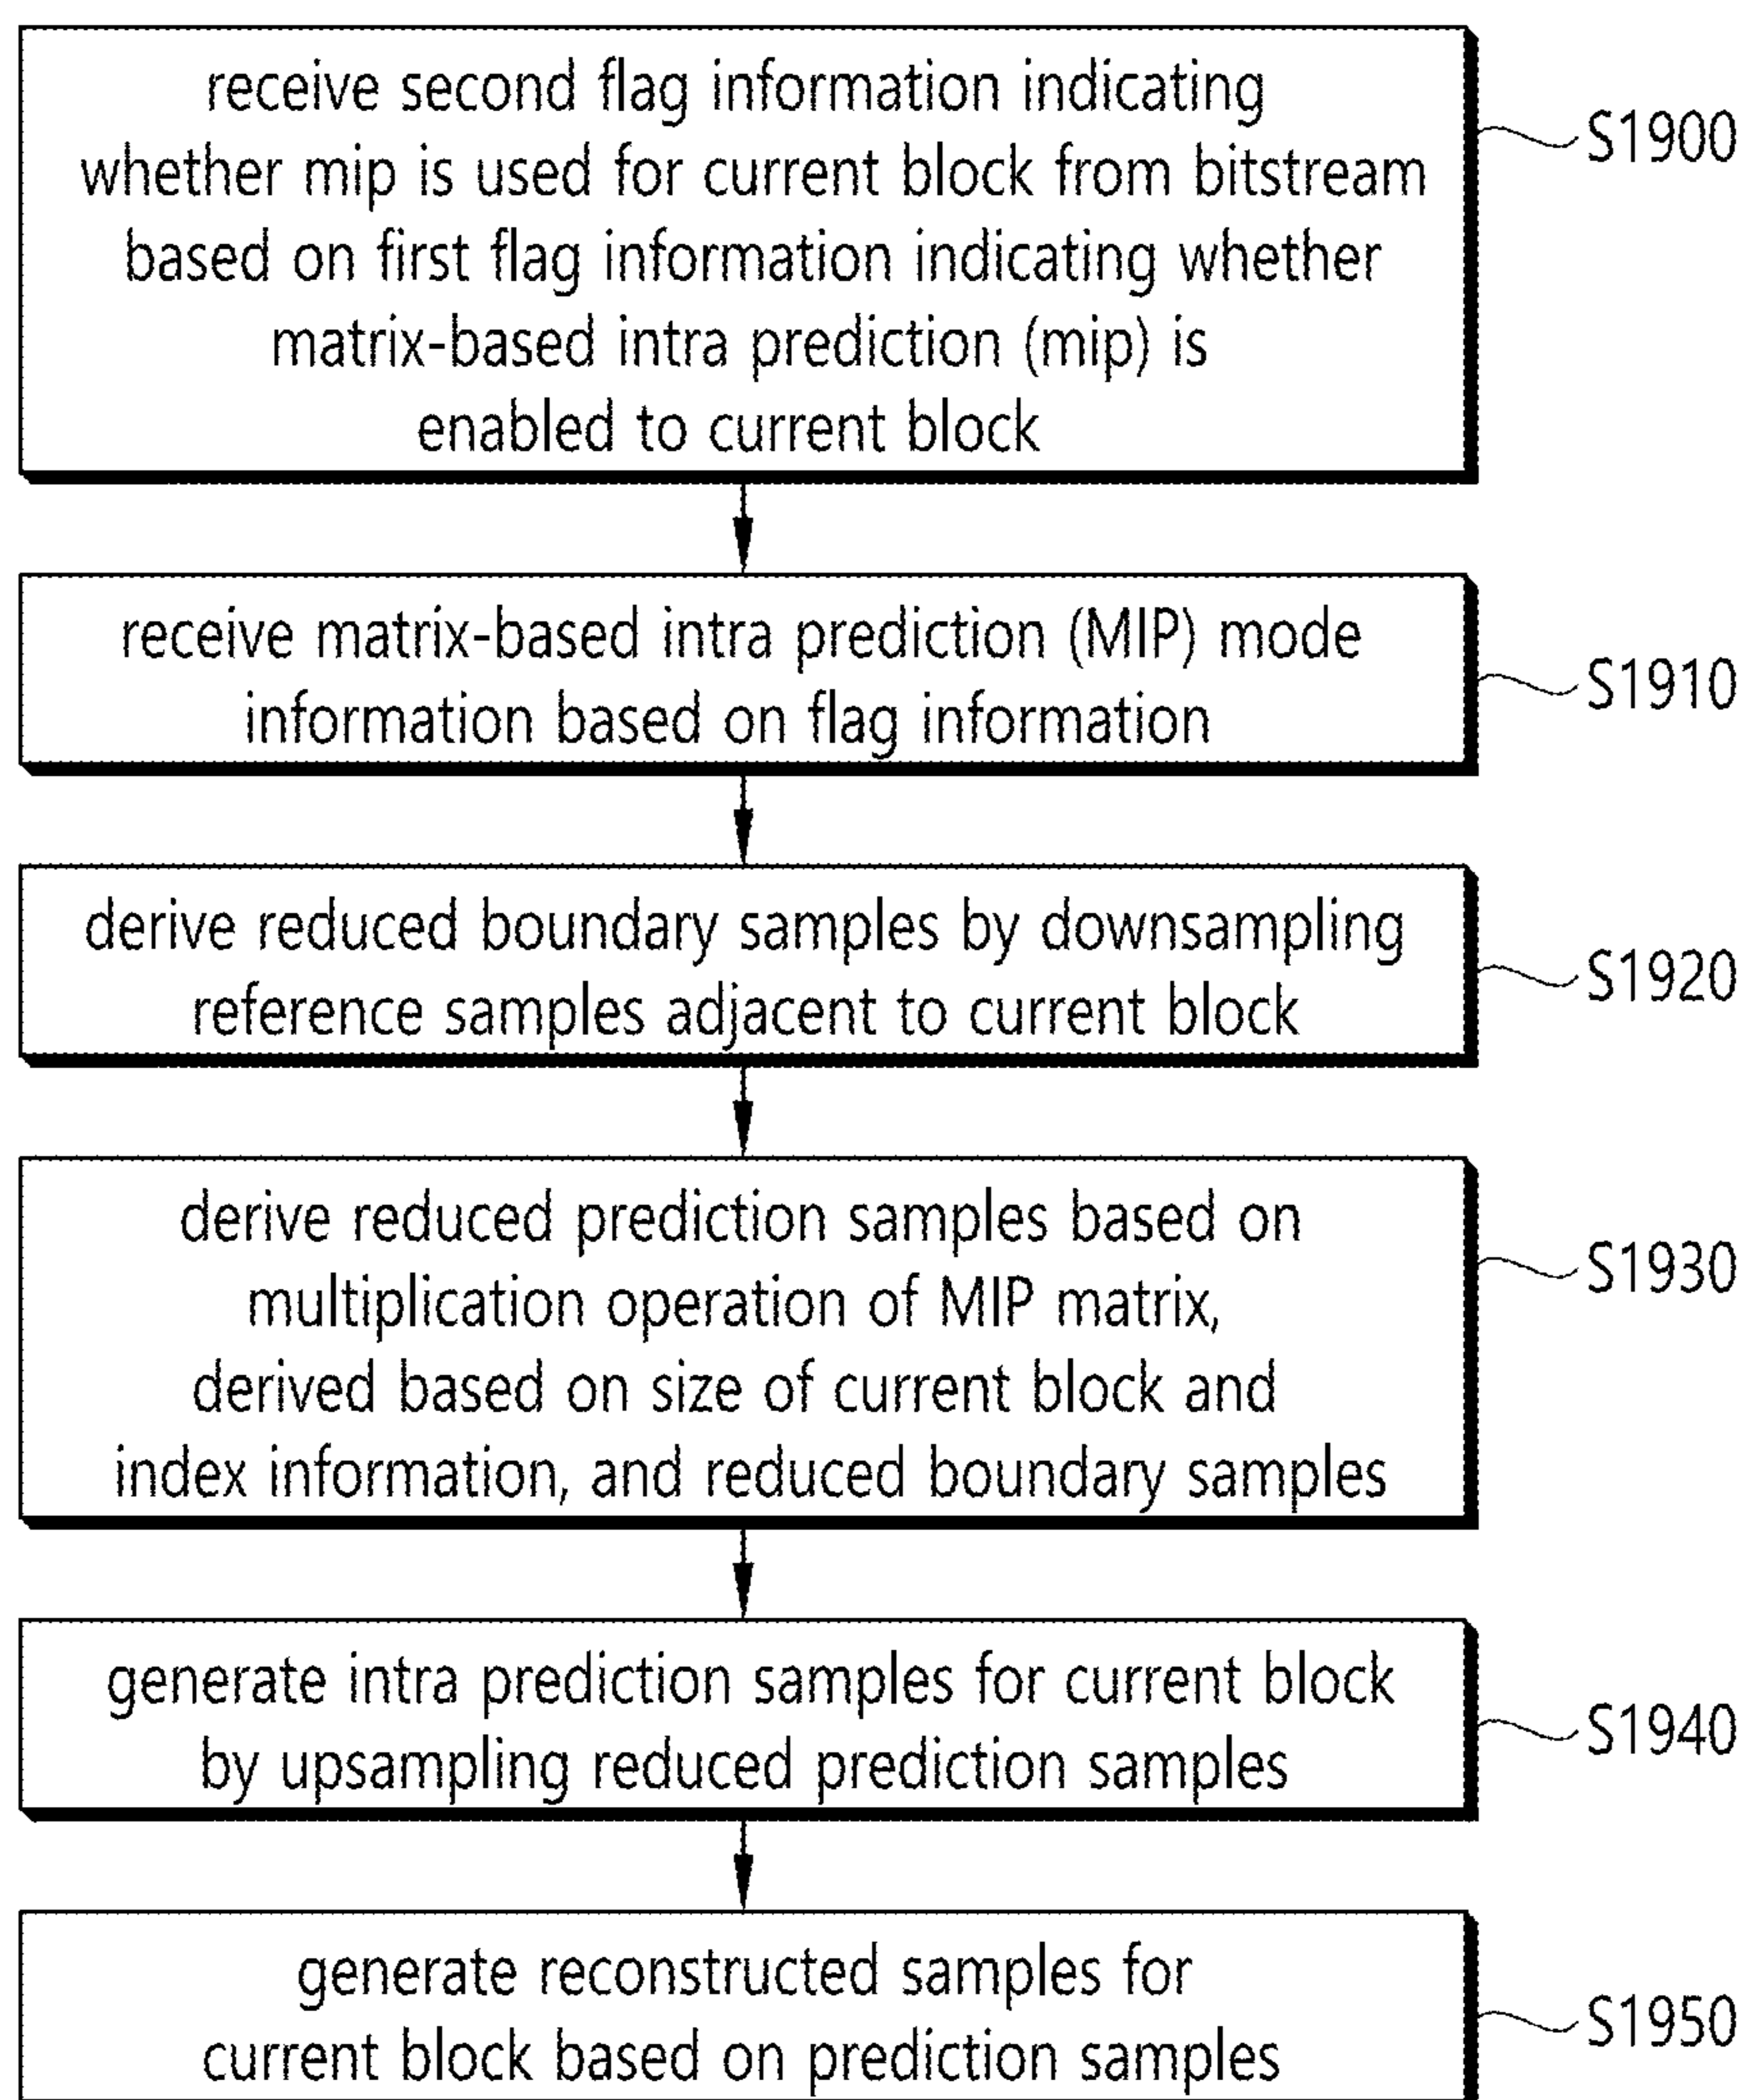 receive second flag information indicating
whether mip is used for current block from bitstream
based on first flag information indicating whether
matrix-based intra prediction (mip) is
enabled to current block
S1900
receive matrix-based intra prediction (MIP) mode
information based on flag information
S1910
derive reduced boundary samples by downsampling
reference samples adjacent to current block
S1920
derive reduced prediction samples based on
multiplication operation of MIP matrix,
derived based on size of current block and
index information, and reduced boundary samples
S1930
generate intra prediction samples for current block
by upsampling reduced prediction samples
S1940
generate reconstructed samples for
current block based on prediction samples
S1950